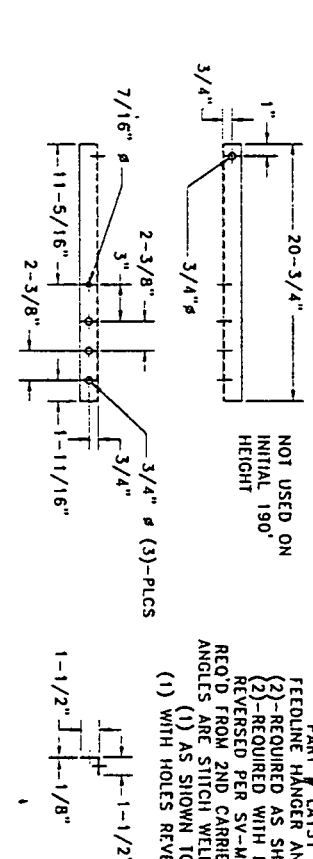 20-3/4"
1"
3/4"
3/4"ø
NOT USED ON
INITIAL 190'
HEIGHT
7/16" ø
11-5/16"
3"
2-3/8"
2-3/8"
1-11/16"
3/4"
3/4" ø (3)-PLCS
FEEDLINE HANGER AN
(2)-REQUIRED AS SH
(2)-REQUIRED WITH
REVERSED PER SV-M
REQ'D FROM 2ND CARRIE
ANGLES ARE STITCH WEL
(1) AS SHOWN TO
(1) WITH HOLES REVE
1-1/2"
1-1/2"
1/8"